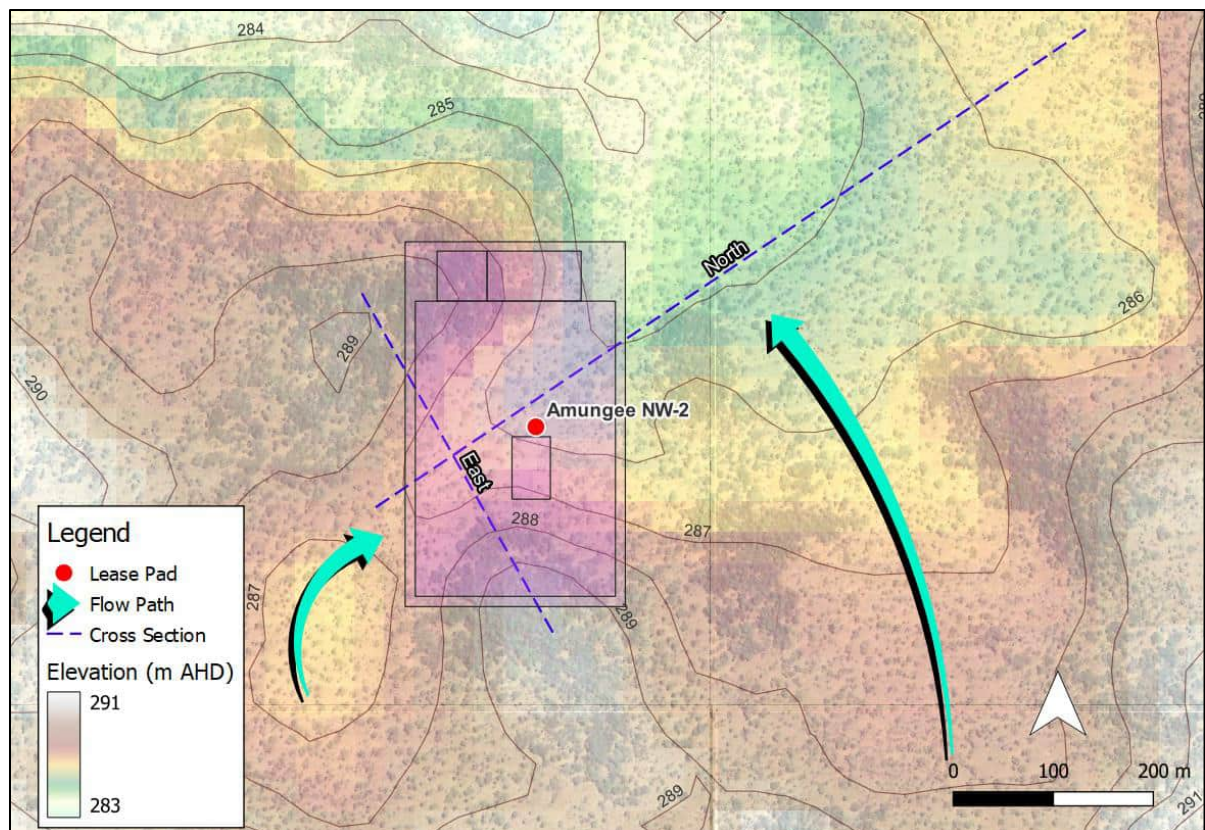 284
285
North
286
289
290
Amungee NW-2
East
288
287
287
289
289
291
Legend
Lease Pad
Flow Path
Cross Section
Elevation (m AHD)
291
283
0 100 200 m